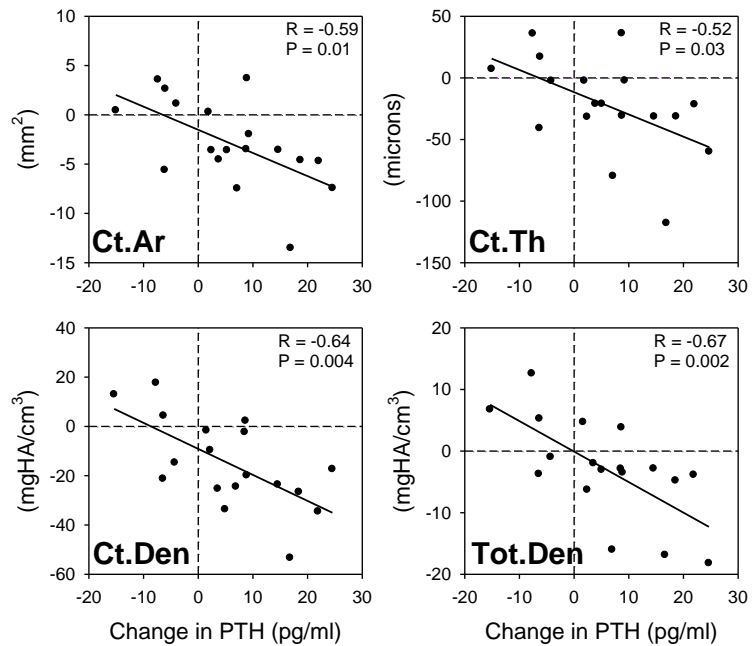 R = -0.59
P = 0.01
10
5
0
-5
-10
-15
(mm²)
Ct.Ar
-20 -10 0 10 20 30
R = -0.52
P = 0.03
50
0
-50
-100
-150
(microns)
Ct.Th
-20 -10 0 10 20 30
R = -0.64
P = 0.004
40
20
0
-20
-40
-60
(mgHA/cm³)
Ct.Den
-20 -10 0 10 20 30
Change in PTH (pg/ml)
R = -0.67
P = 0.002
20
10
0
-10
-20
(mgHA/cm³)
Tot.Den
-20 -10 0 10 20 30
Change in PTH (pg/ml)